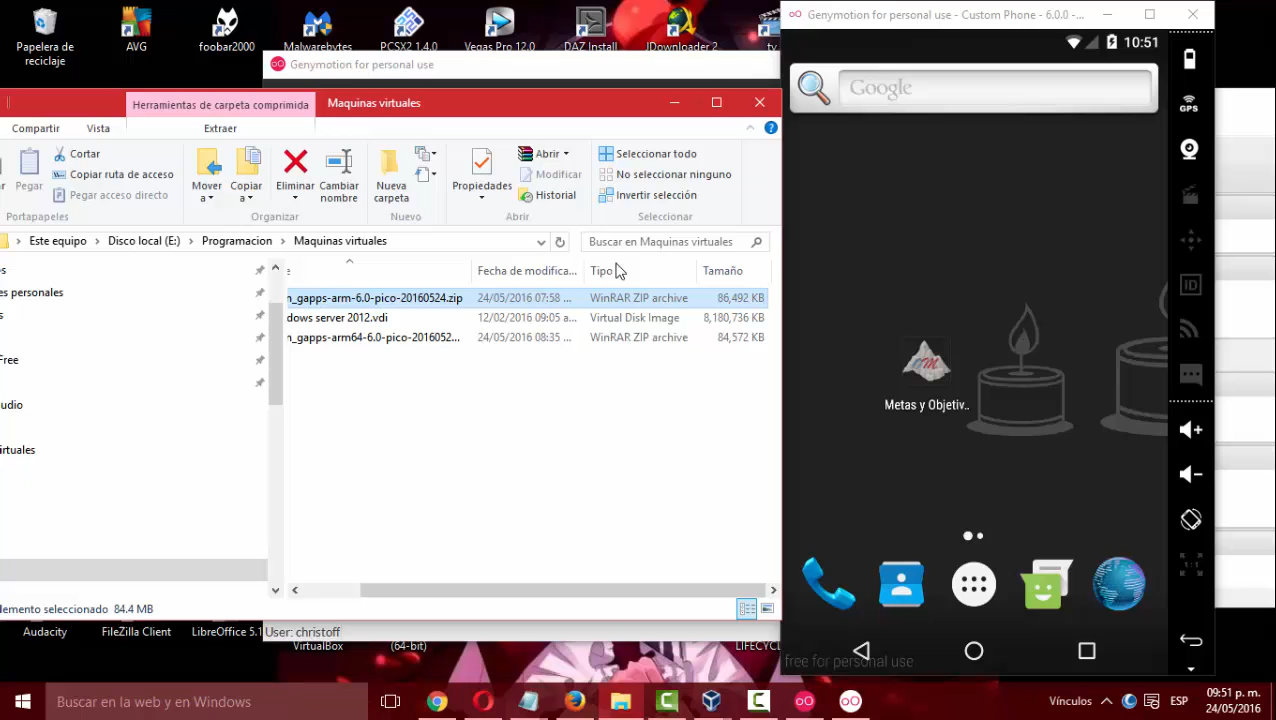 Papelera de
reciclaje
AVG
foobar2000
Malwarebytes
PCSX2 1.4.0
Vegas Pro 12.0
DAZ Install
JDownloader 2
Genymotion for personal use
Genymotion for personal use - Custom Phone - 6.0.0 -...
Herramientas de carpeta comprimida
Maquinas virtuales
Compartir
Vista
Extraer
Pegar
Cortar
Copiar ruta de acceso
Pegar acceso directo
Portapapeles
Mover
a
Copiar
a
Eliminar
Cambiar
nombre
Organizar
Nueva
carpeta
Nuevo
Propiedades
Abrir
Modificar
Historial
Abrir
Seleccionar todo
No seleccionar ninguno
Invertir selección
Seleccionar
Este equipo > Disco local (E:) > Programacion > Maquinas virtuales
Buscar en Maquinas virtuales
Fecha de modifica...
Tipo
Tamaño
n_gapps-arm-6.0-pico-20160524.zip 24/05/2016 07:58 ... WinRAR ZIP archive 86,492 KB
dows server 2012.vdi 12/02/2016 09:05 a... Virtual Disk Image 8,180,736 KB
n_gapps-arm64-6.0-pico-2016052... 24/05/2016 08:35 ... WinRAR ZIP archive 84,572 KB
es personales
Free
udio
irtuales
lemento seleccionado 84.4 MB
User: christoff
Audacity
FileZilla Client
LibreOffice 5.1
VirtualBox
(64-bit)
LIFECYCL
10:51
Google
Metas y Objetiv..
free for personal use
GPS
ID
1:1
Buscar en la web y en Windows
Vínculos
ESP
09:51 p. m.
24/05/2016